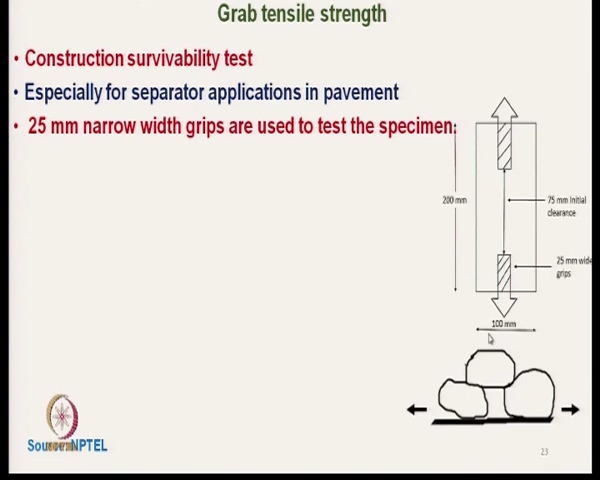 Grab tensile strength
• Construction survivability test
• Especially for separator applications in pavement
• 25 mm narrow width grips are used to test the specimen.
200 mm
75 mm initial
clearance
25 mm wide
grips
100 mm
NPTEL
23